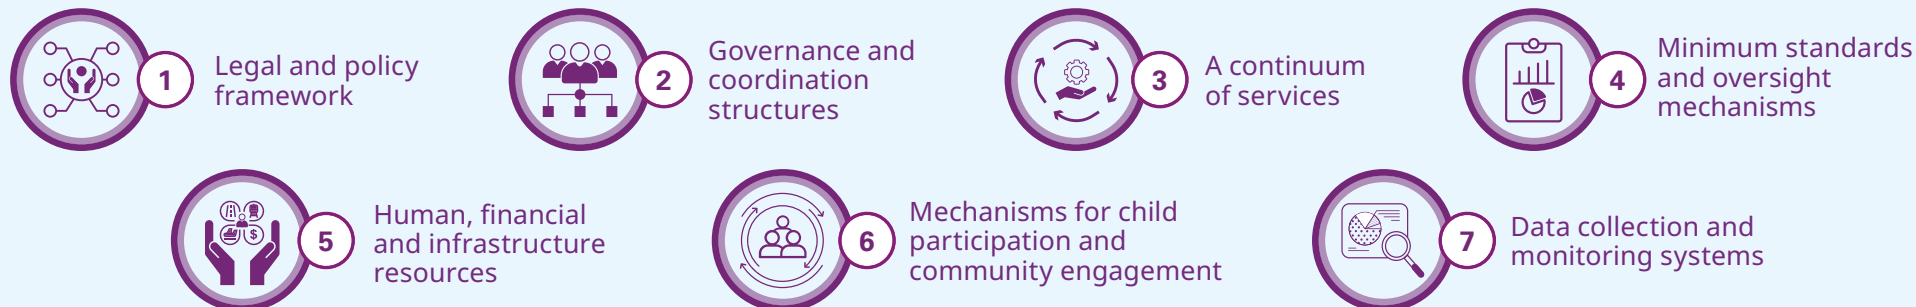 1
Legal and policy
framework
2
Governance and
coordination
structures
3
A continuum
of services
4
Minimum standards
and oversight
mechanisms
5
Human, financial
and infrastructure
resources
$
6
Mechanisms for child
participation and
community engagement
7
Data collection and
monitoring systems